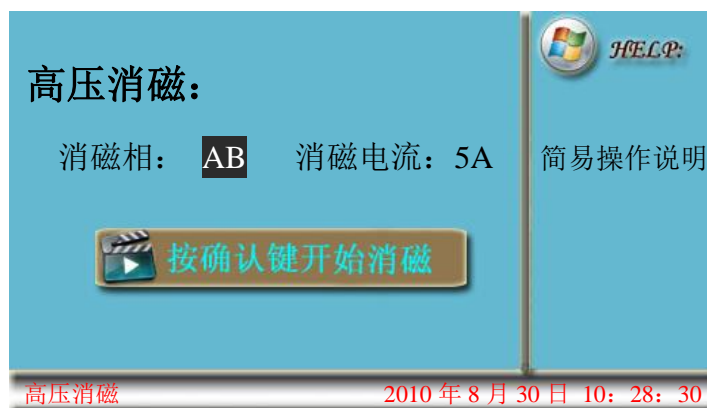 HELP:
高压消磁：
消磁相： AB 消磁电流：5A
简易操作说明
按确认键开始消磁
高压消磁 2010 年 8 月 30 日 10：28：30